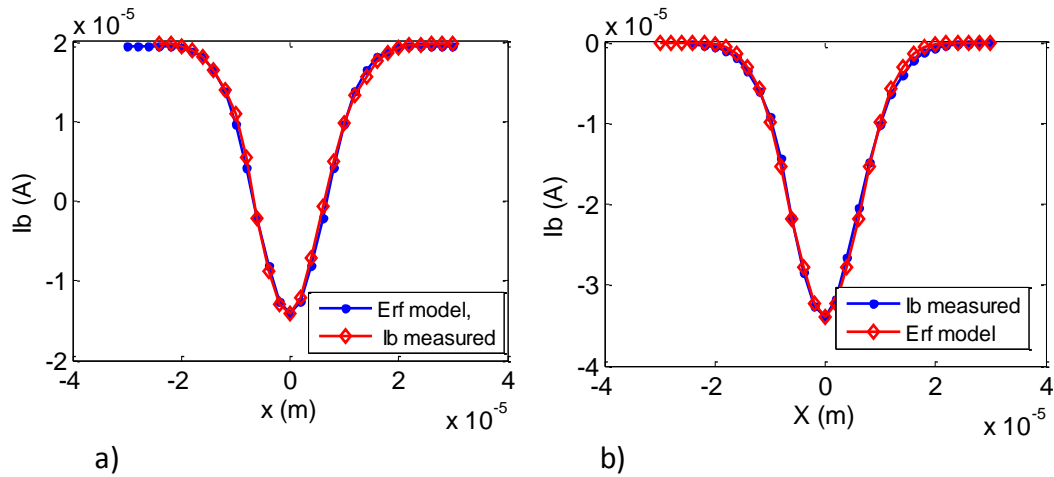 x 10-5
2
1
0
-1
-2
Ib (A)
-4
-2
0
2
4
x (m)
x 10-5
Erf model,
Ib measured
a)
x 10-5
0
-1
-2
-3
-4
Ib (A)
-4
-2
0
2
4
X (m)
x 10-5
Ib measured
Erf model
b)